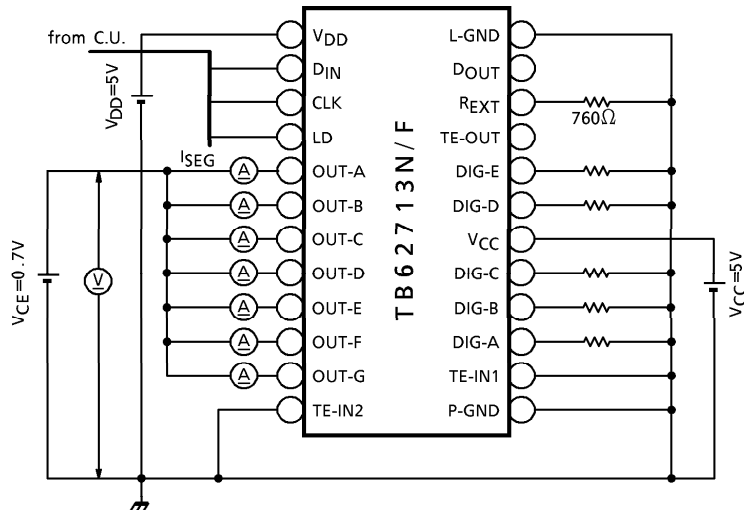 from C.U.
VDD=5V
VCE=0.7V
V
ISEG
A
A
A
A
A
A
A
VDD
DIN
CLK
LD
OUT-A
OUT-B
OUT-C
OUT-D
OUT-E
OUT-F
OUT-G
TE-IN2
TB62713N/F
L-GND
DOUT
REXT
TE-OUT
DIG-E
DIG-D
VCC
DIG-C
DIG-B
DIG-A
TE-IN1
P-GND
760Ω
VCC=5V